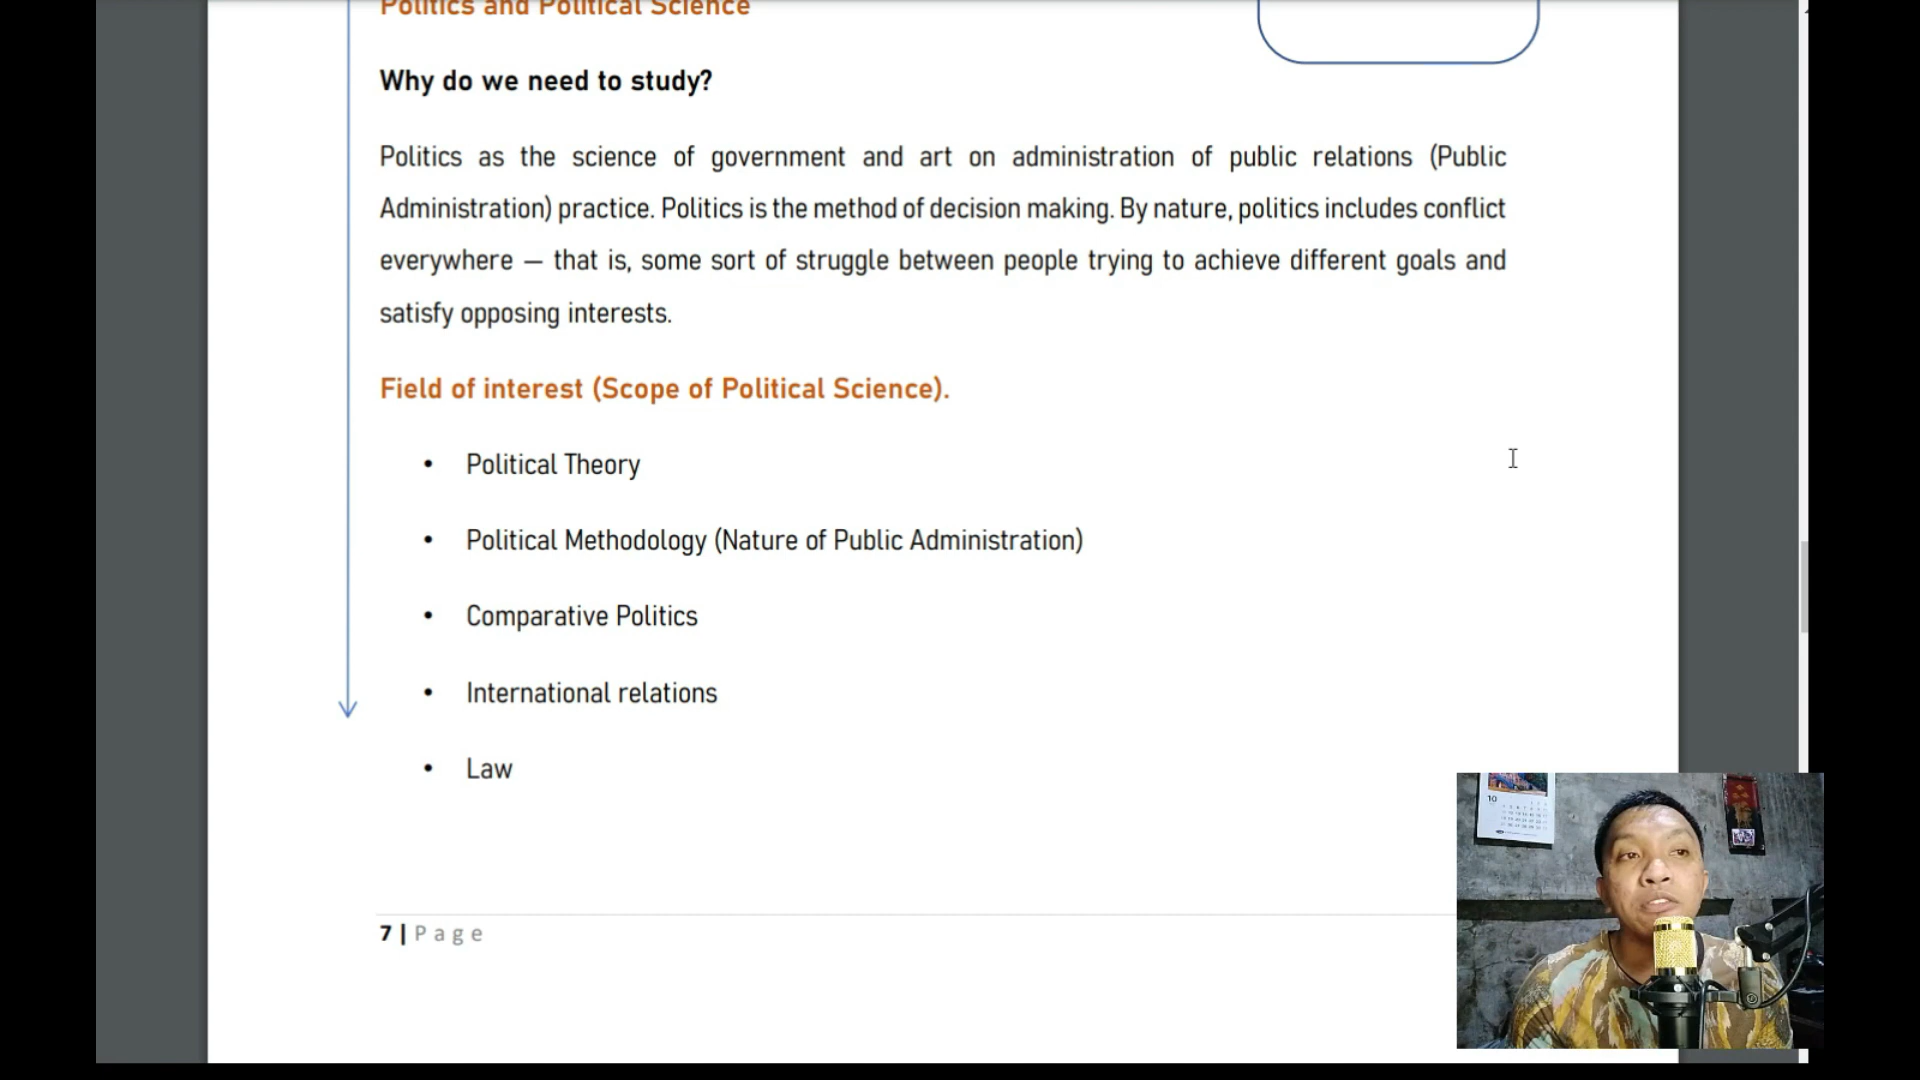 Politics and Political Science
Why do we need to study?
Politics as the science of government and art on administration of public relations (Public
Administration) practice. Politics is the method of decision making. By nature, politics includes conflict
everywhere — that is, some sort of struggle between people trying to achieve different goals and
satisfy opposing interests.
Field of interest (Scope of Political Science).
• Political Theory
• Political Methodology (Nature of Public Administration)
• Comparative Politics
• International relations
• Law
7 | Page
10